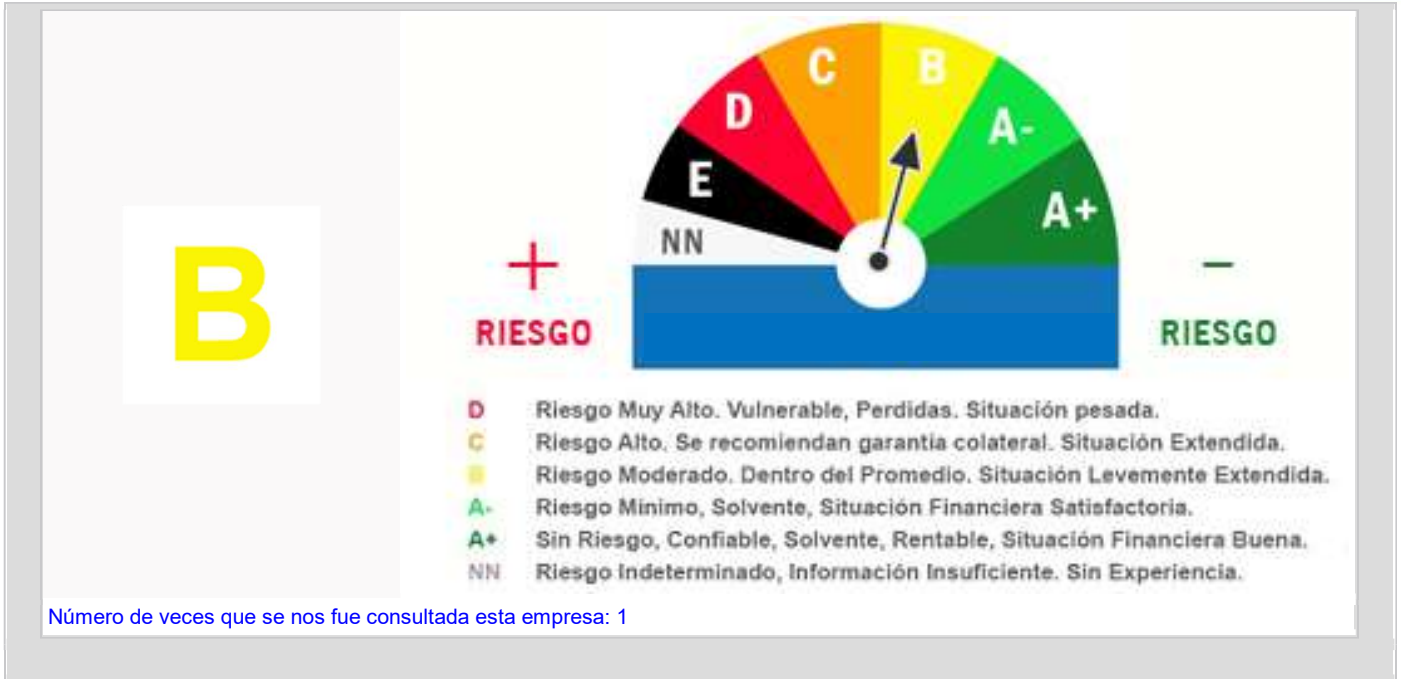 C
B
D
A-
E
A+
NN
B
+
-
RIESGO
RIESGO
D Riesgo Muy Alto. Vulnerable, Perdidas. Situación pesada.
C Riesgo Alto. Se recomiendan garantía colateral. Situación Extendida.
B Riesgo Moderado. Dentro del Promedio. Situación Levemente Extendida.
A- Riesgo Minimo, Solvente, Situación Financiera Satisfactoria.
A+ Sin Riesgo, Confiable, Solvente, Rentable, Situación Financiera Buena.
NN Riesgo Indeterminado, Información Insuficiente. Sin Experiencia.
Número de veces que se nos fue consultada esta empresa: 1